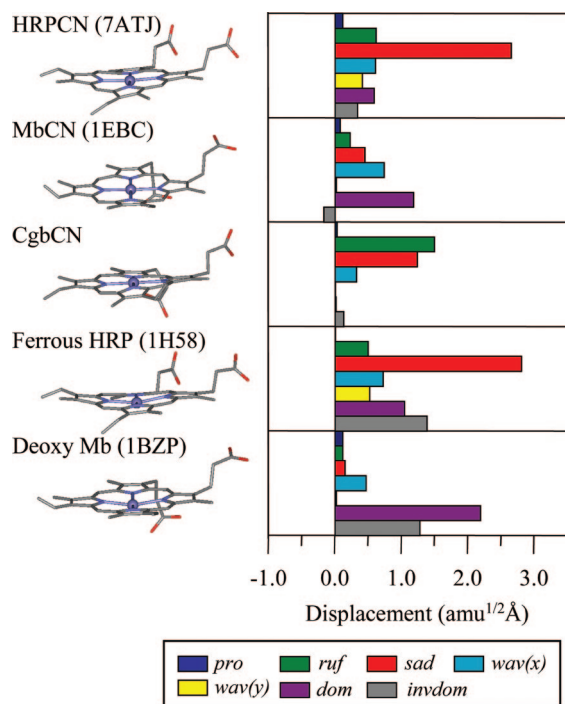 HRPCN (7ATJ)
MbCN (1EBC)
CgbCN
Ferrous HRP (1H58)
Deoxy Mb (1BZP)
-1.0 0.0 1.0 2.0 3.0
Displacement (amu1/2Å)
pro ruf sad wav(x)
wav(y) dom invdom